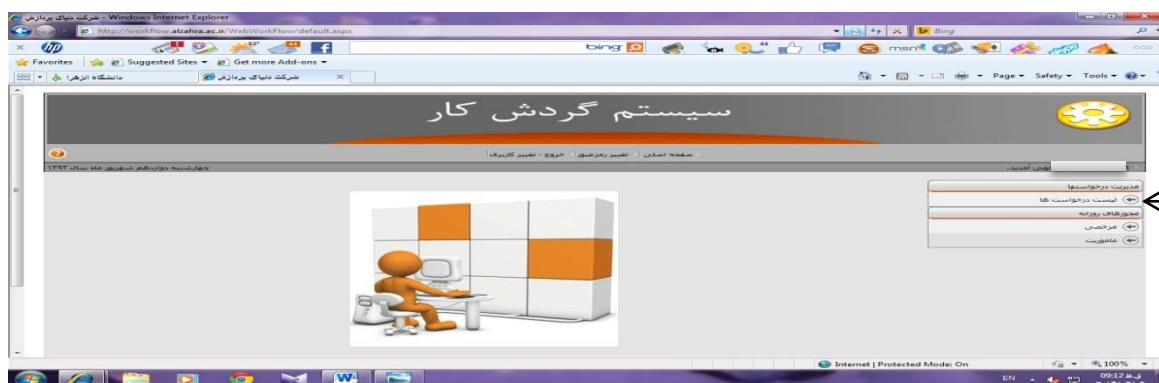 شرکت دنیای پردازش - Windows Internet Explorer
http://workflow.alzahra.ac.ir/WebWorkFlow/default.aspx
Bing
hp
bing
msn
Favorites
Suggested Sites
Get more Add-ons
دانشگاه الزهرا
شرکت دنیای پردازش
Page
Safety
Tools
سیستم گردش کار
صفحه اصلی
تغییر رمزعبور
خروج - تغییر کاربری
چهارشنبه دوازدهم شهریور ماه سال ۱۳۹۳
خوش آمدید.
مدیریت درخواستها
لیست درخواست ها
مجوزهای روزانه
مرخصی
ماموریت
Internet | Protected Mode: On
100%
EN
09:12 ق.ظ